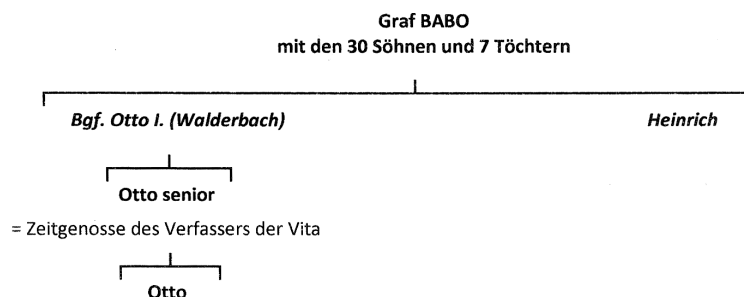 Graf BABO
mit den 30 Söhnen und 7 Töchtern
Bgf. Otto I. (Walderbach)
Heinrich
Otto senior
= Zeitgenosse des Verfassers der Vita
Otto